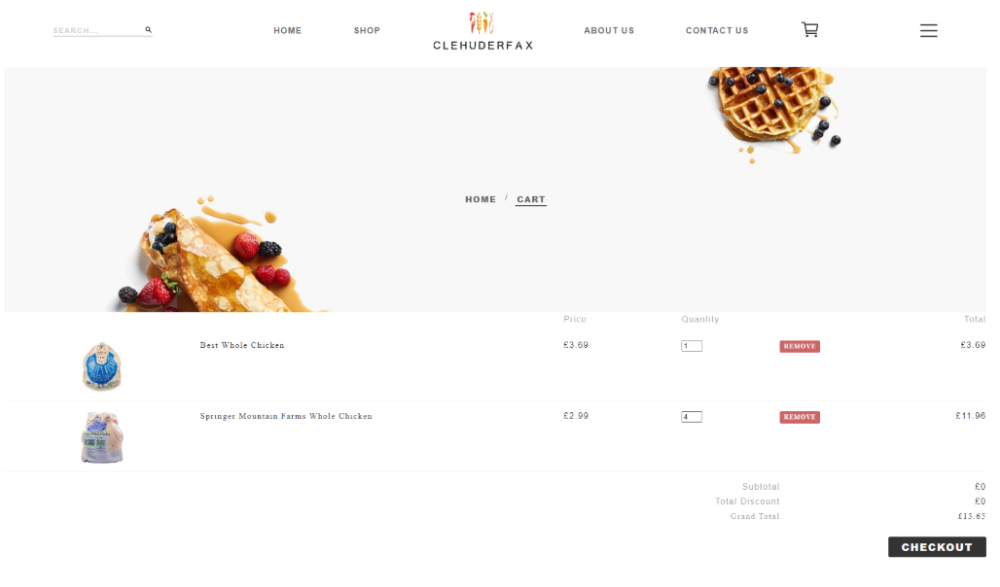 SEARCH...
HOME
SHOP
CLEHUDERFAX
ABOUT US
CONTACT US
HOME / CART
Price Quantity Total
Best Whole Chicken £3.69 1 REMOVE £3.69
Springer Mountain Farms Whole Chicken £2.99 4 REMOVE £11.96
Subtotal £0
Total Discount £0
Grand Total £15.65
CHECKOUT